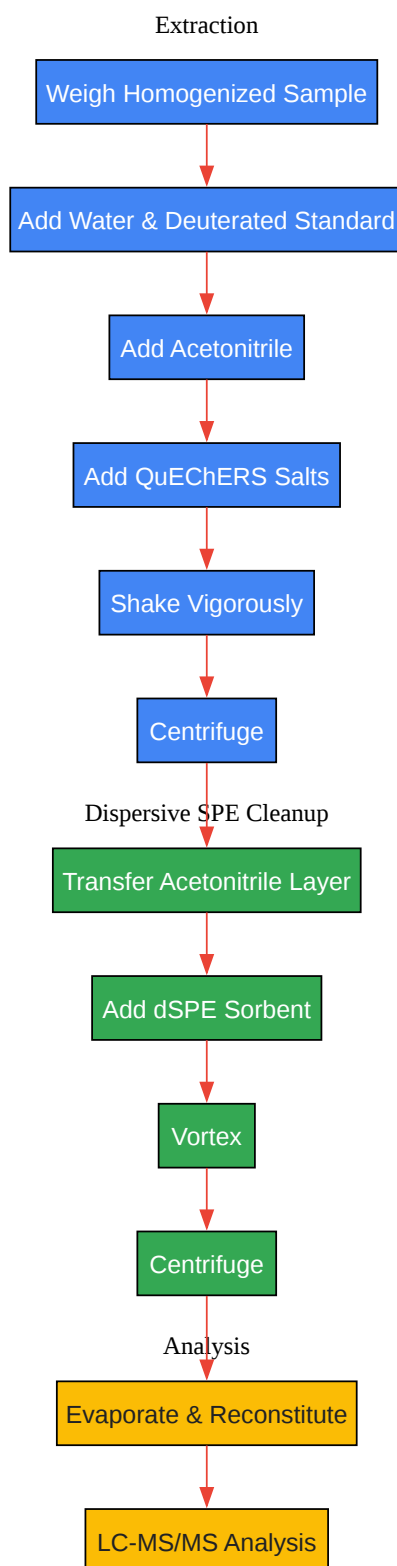 Extraction
Weigh Homogenized Sample
Add Water & Deuterated Standard
Add Acetonitrile
Add QuEChERS Salts
Shake Vigorously
Centrifuge
Dispersive SPE Cleanup
Transfer Acetonitrile Layer
Add dSPE Sorbent
Vortex
Centrifuge
Analysis
Evaporate & Reconstitute
LC-MS/MS Analysis